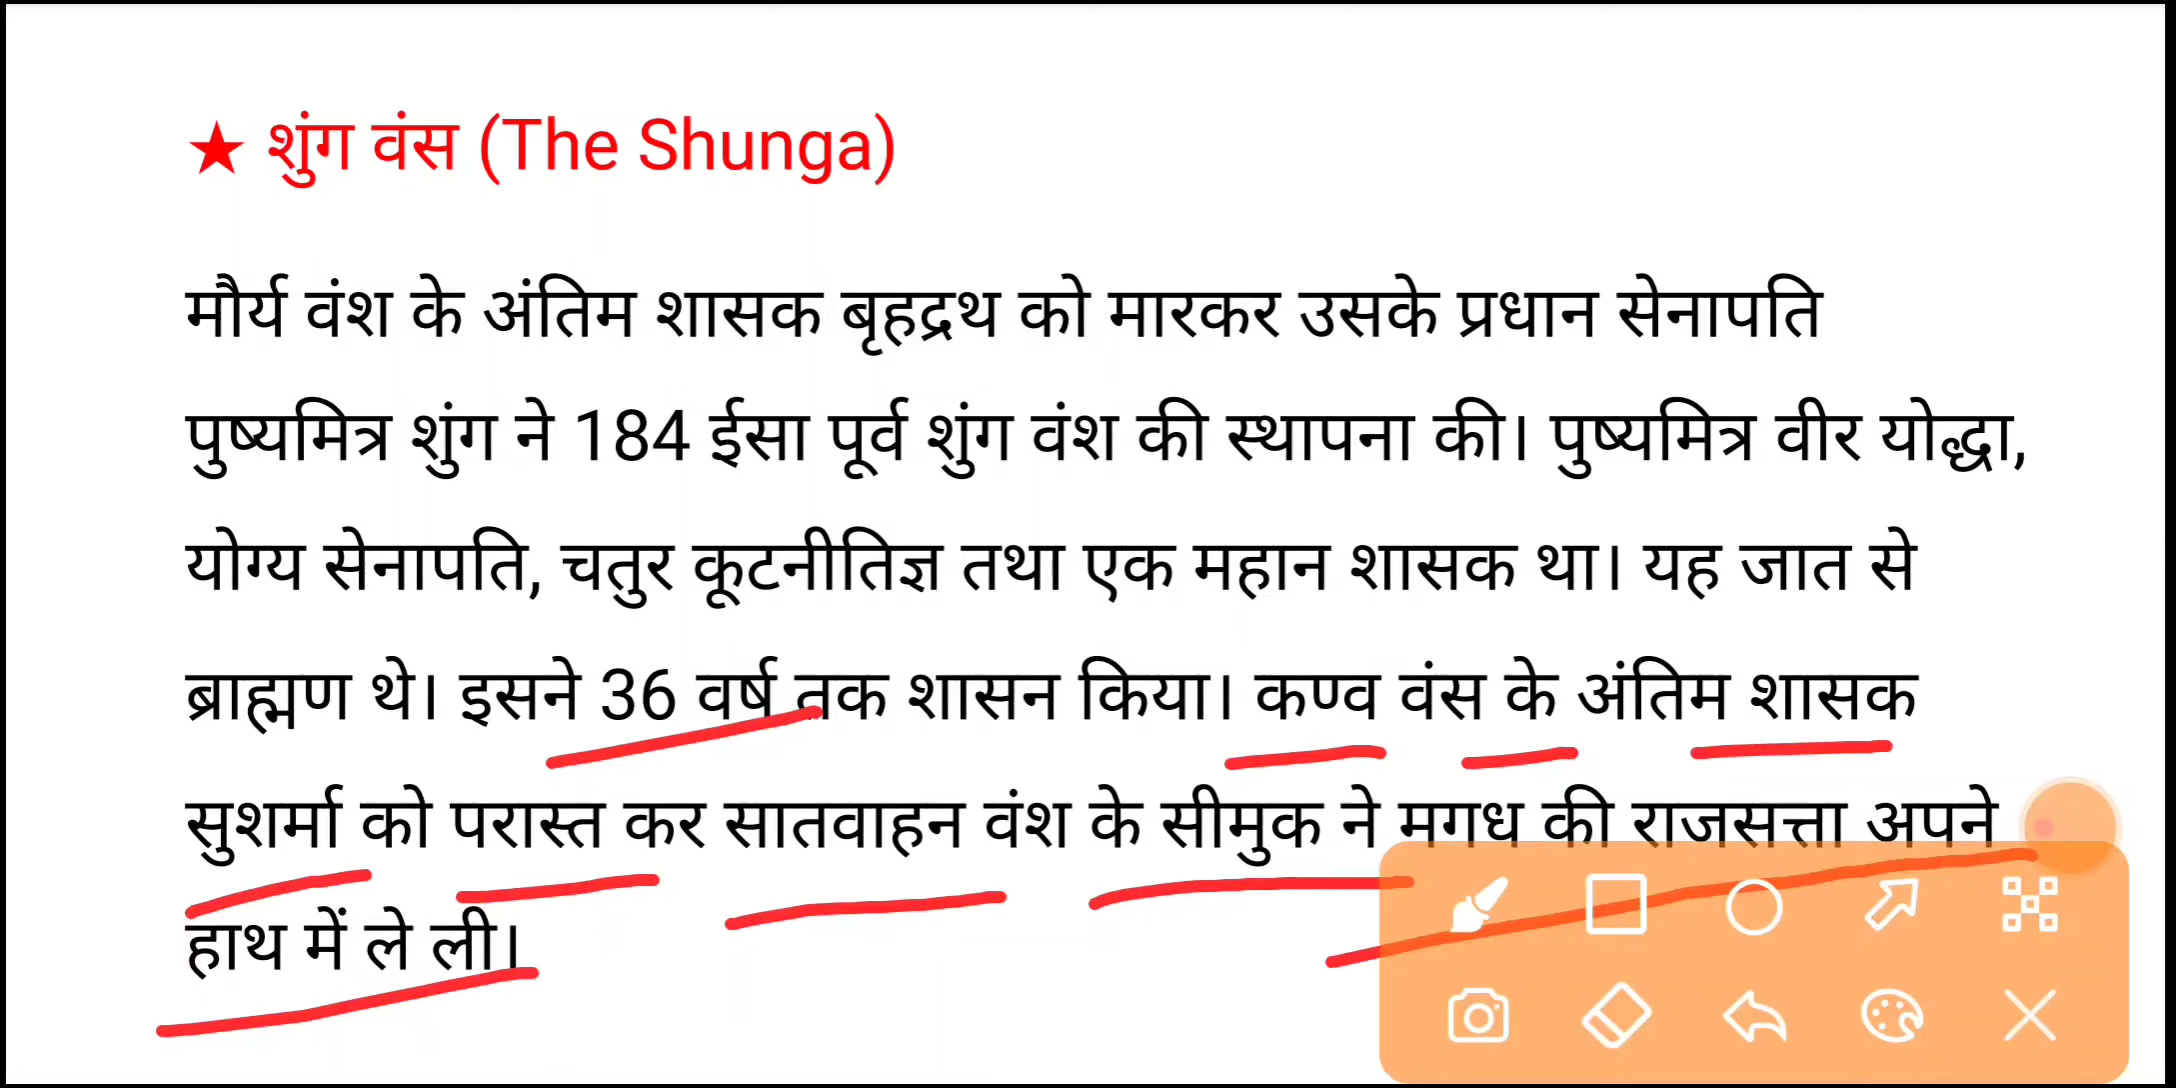 ★ शुंग वंस (The Shunga)
मौर्य वंश के अंतिम शासक बृहद्रथ को मारकर उसके प्रधान सेनापति
पुष्यमित्र शुंग ने 184 ईसा पूर्व शुंग वंश की स्थापना की। पुष्यमित्र वीर योद्धा,
योग्य सेनापति, चतुर कूटनीतिज्ञ तथा एक महान शासक था। यह जात से
ब्राह्मण थे। इसने 36 वर्ष तक शासन किया। कण्व वंस के अंतिम शासक
सुशर्मा को परास्त कर सातवाहन वंश के सीमुक ने मगध की राजसत्ता अपने
हाथ में ले ली।